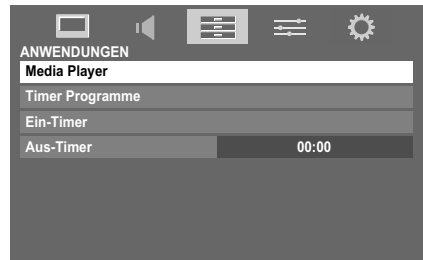 ANWENDUNGEN
Media Player
Timer Programme
Ein-Timer
Aus-Timer 00:00